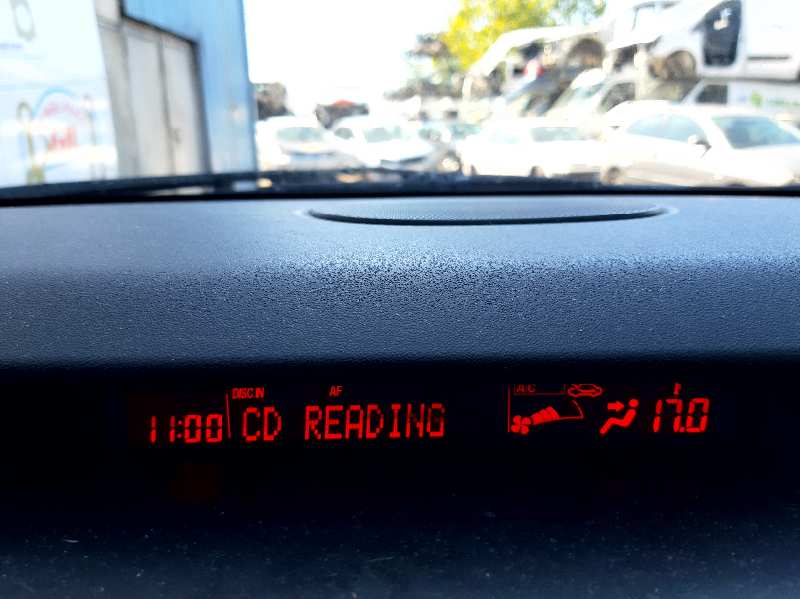 DISC IN AF A/C
11:00 CD READING 17.0